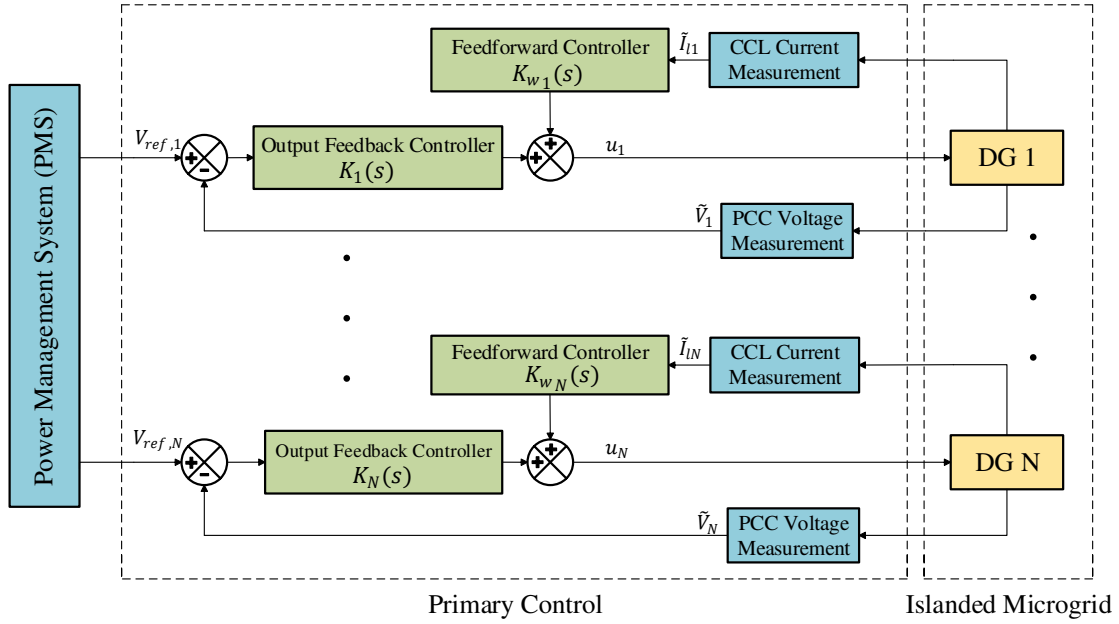 Power Management System (PMS)
Feedforward Controller
K_{w_1}(s)
Ĩ_{l1}
CCL Current
Measurement
V_{ref,1}
+
-
Output Feedback Controller
K_1(s)
+
+
u_1
DG 1
Ṽ_1
PCC Voltage
Measurement
Feedforward Controller
K_{w_N}(s)
Ĩ_{lN}
CCL Current
Measurement
V_{ref,N}
+
-
Output Feedback Controller
K_N(s)
+
+
u_N
DG N
Ṽ_N
PCC Voltage
Measurement
Primary Control
Islanded Microgrid